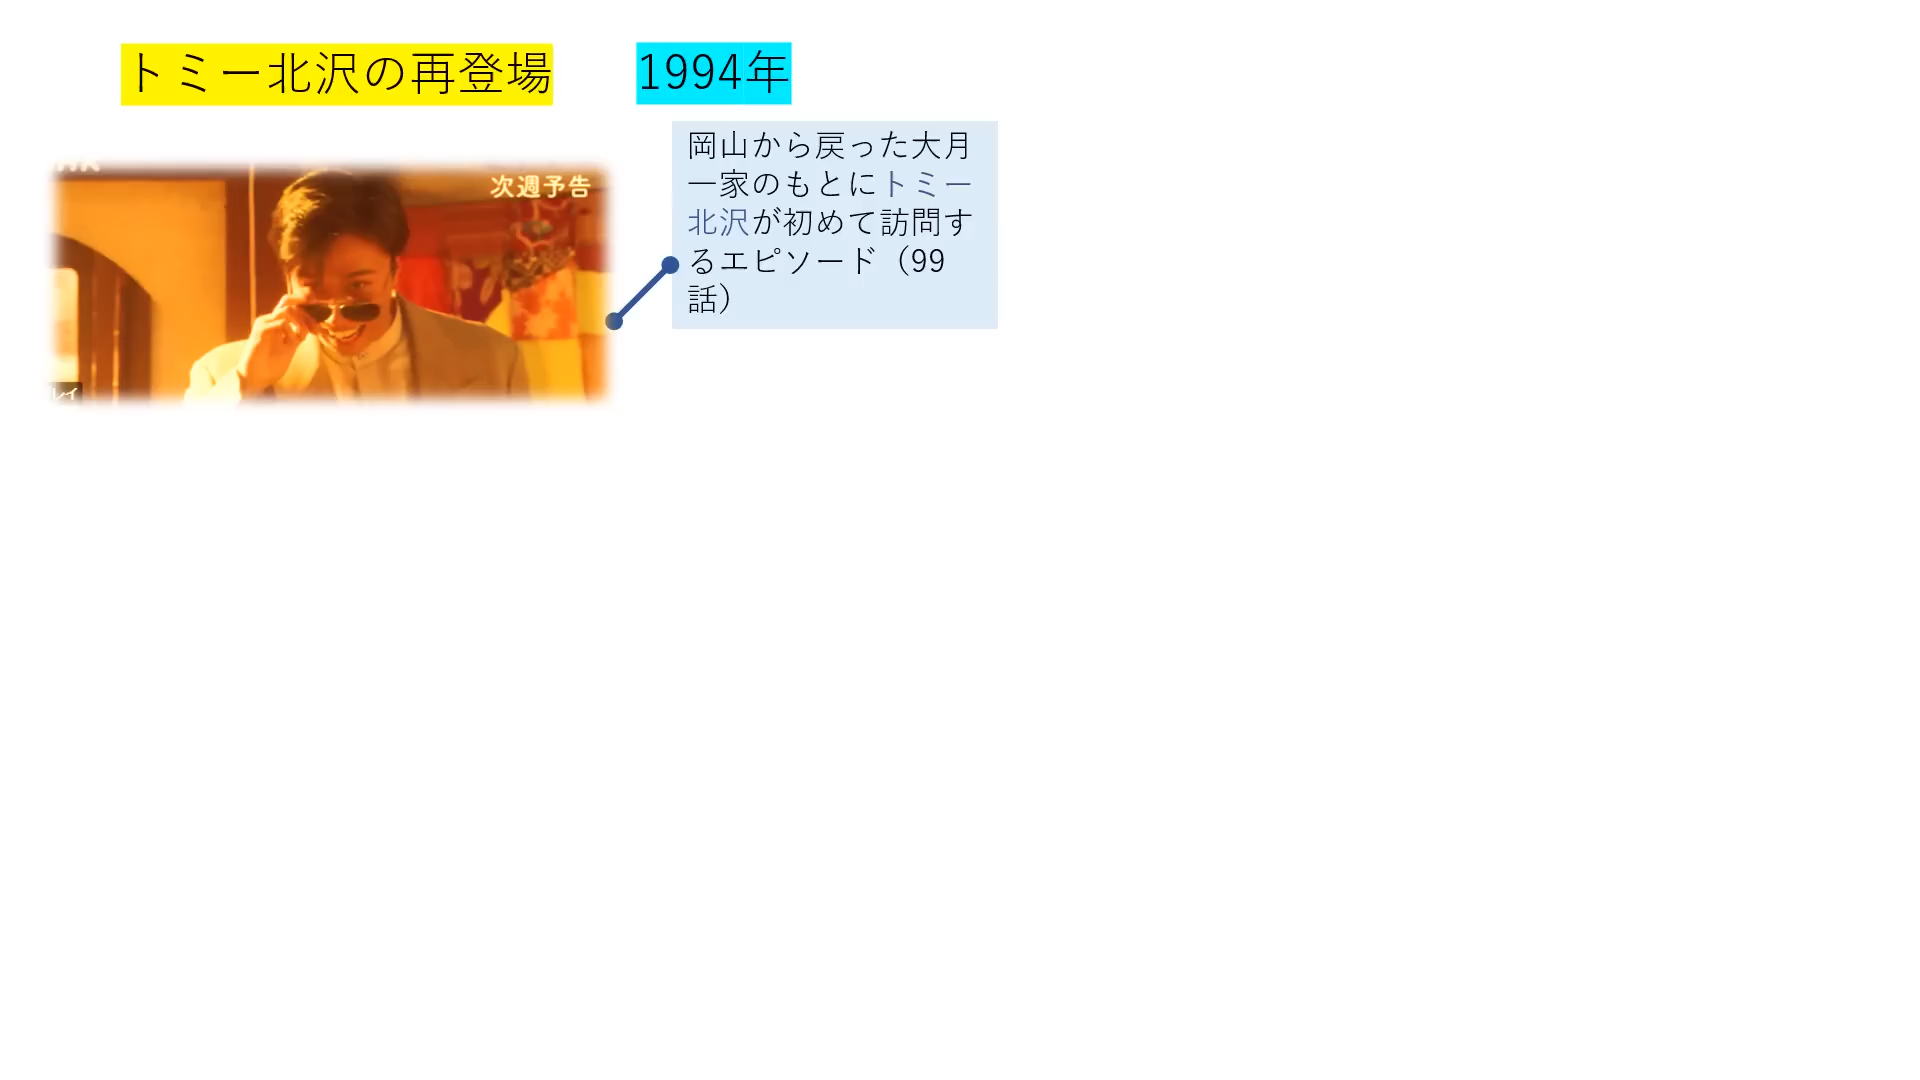 トミー北沢の再登場
1994年
岡山から戻った大月
一家のもとにトミー
北沢が初めて訪問す
るエピソード（99
話）
次週予告
レイ